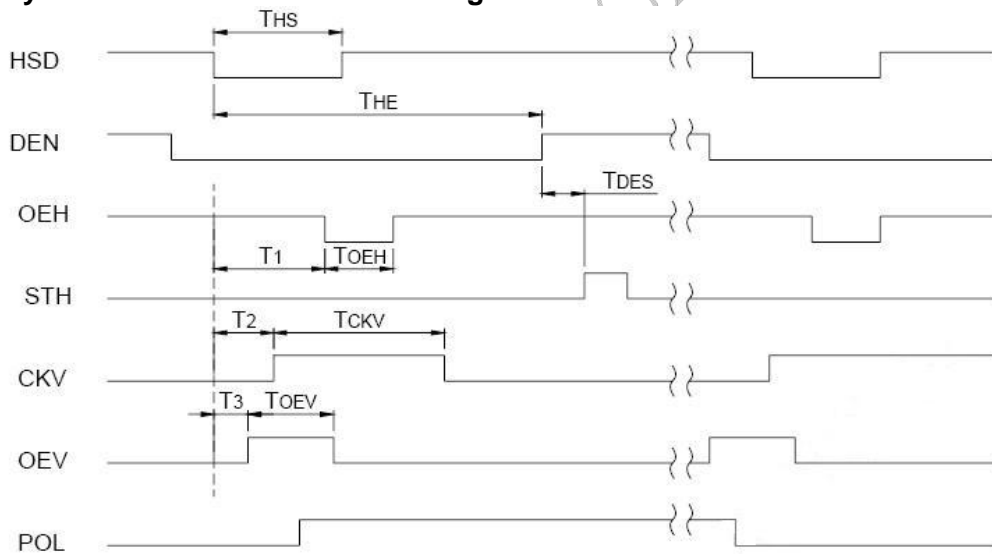 THS
HSD
THE
DEN
TDES
OEH
T1 TOEH
STH
T2 TCKV
CKV
T3 TOEV
OEV
POL